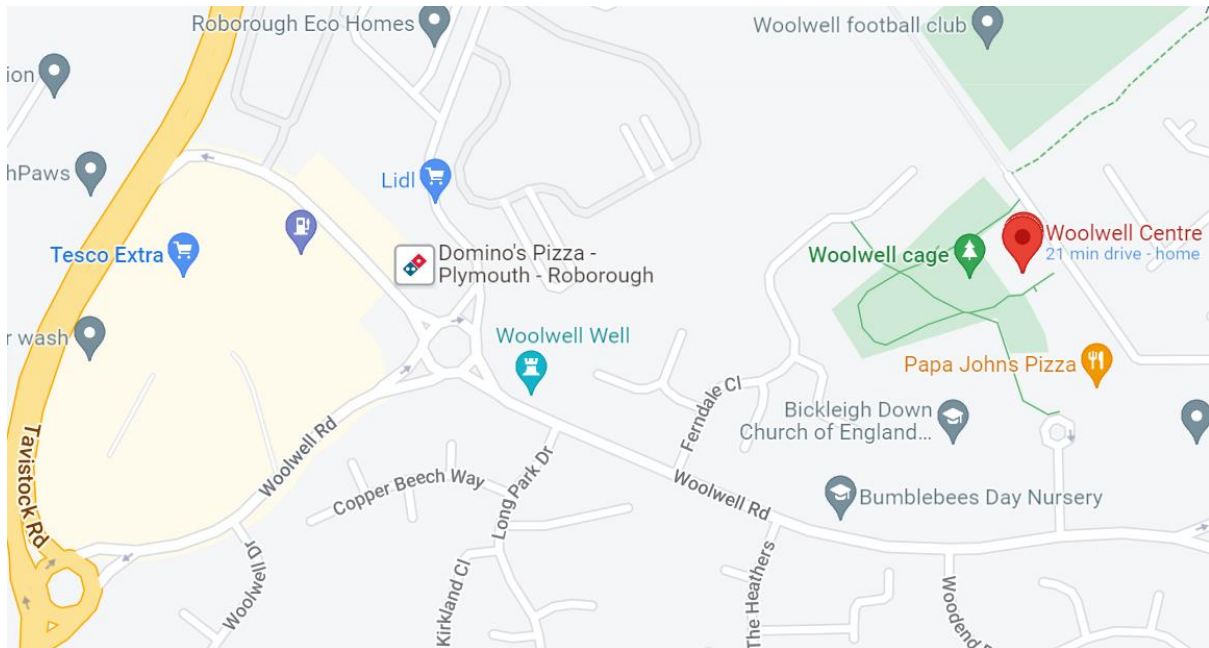 Roborough Eco Homes
Woolwell football club
ion
hPaws
Lidl
Tesco Extra
Domino's Pizza -
Plymouth - Roborough
Woolwell cage
Woolwell Centre
21 min drive - home
r wash
Woolwell Well
Papa Johns Pizza
Ferndale Cl
Bickleigh Down
Church of England...
Tavistock Rd
Woolwell Rd
Copper Beech Way
Long Park Dr
Woolwell Rd
Bumblebees Day Nursery
Woolwell Dr
Kirkland Cl
The Heathers
Woodend